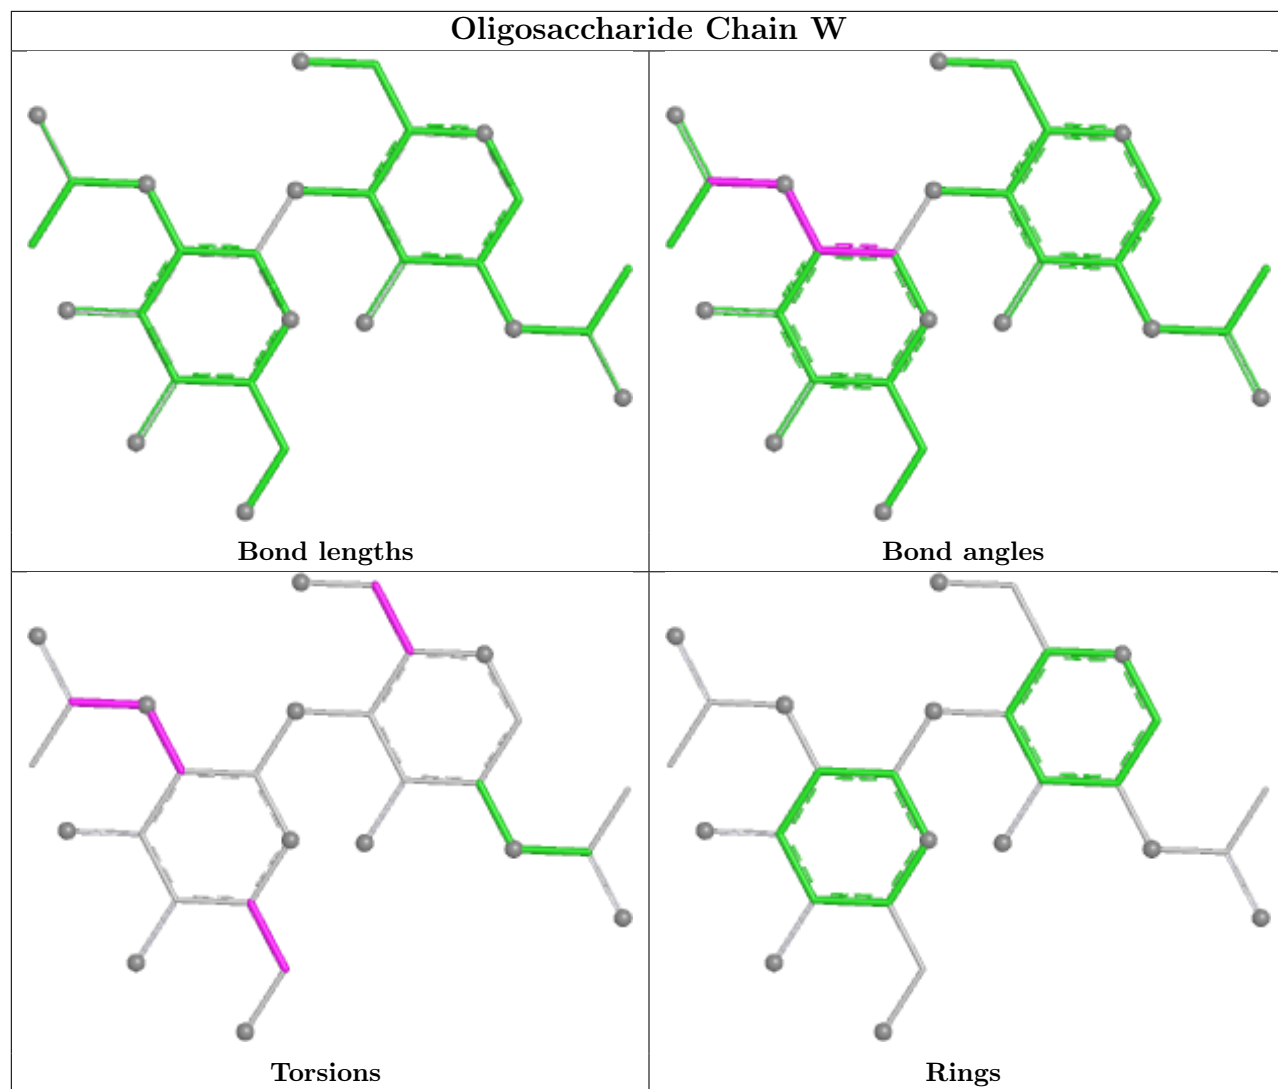 Oligosaccharide Chain W
Bond lengths
Bond angles
Torsions
Rings